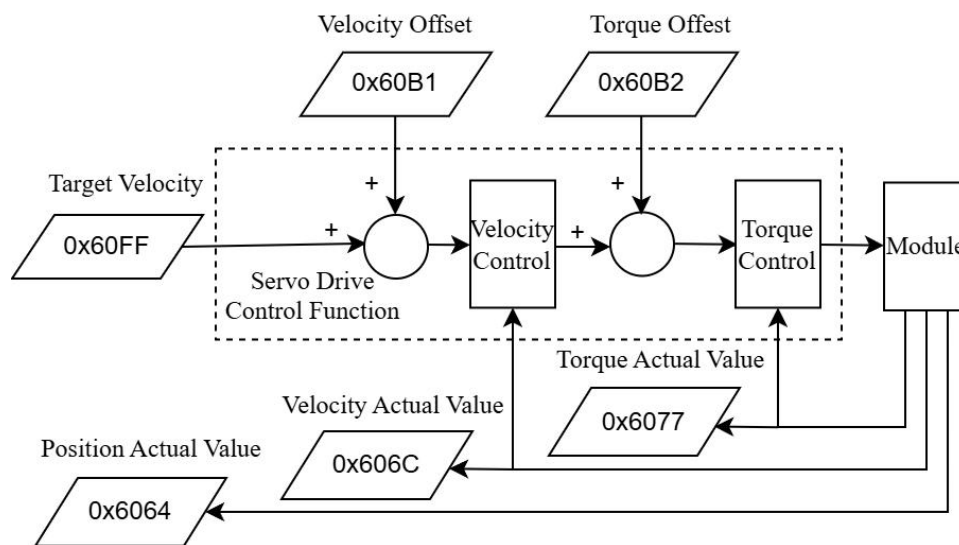 Velocity Offset
Torque Offest
0x60B1
0x60B2
Target Velocity
+
+
0x60FF
+
+
Velocity
Control
Torque
Control
Module
Servo Drive
Control Function
Torque Actual Value
Velocity Actual Value
0x6077
Position Actual Value
0x606C
0x6064